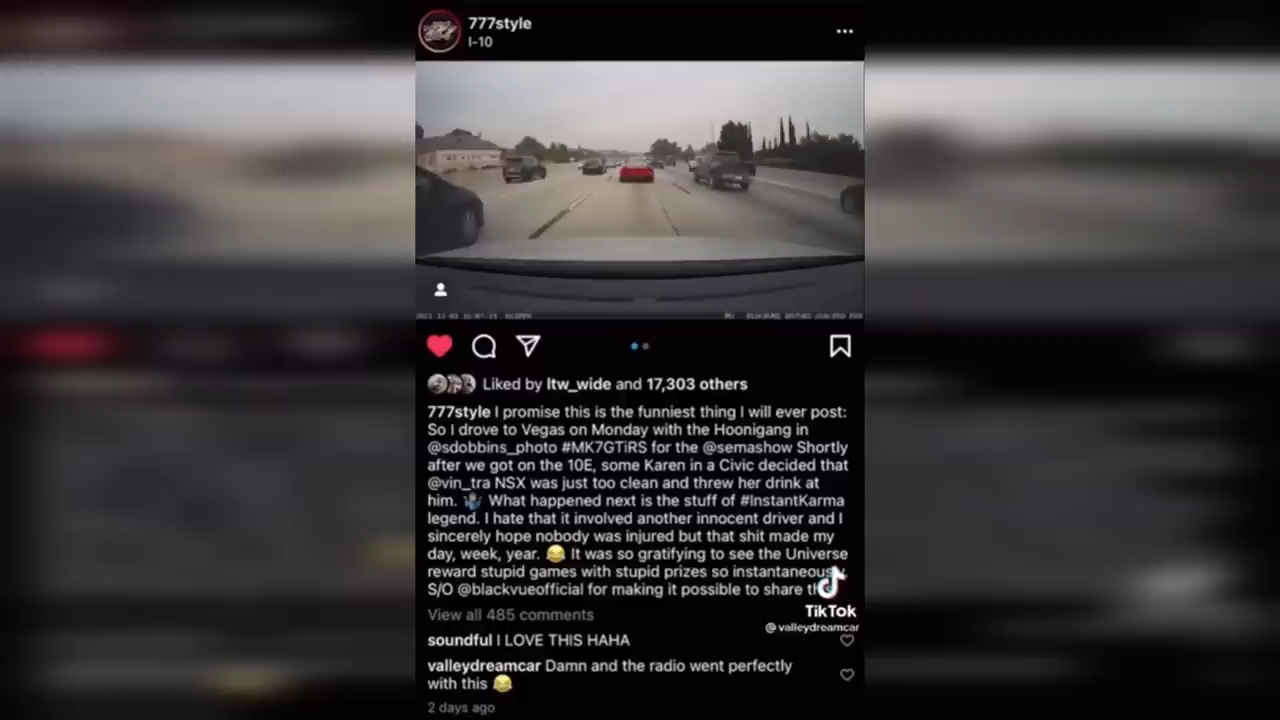 777style
I-10
Liked by ltw_wide and 17,303 others
777style I promise this is the funniest thing I will ever post:
So I drove to Vegas on Monday with the Hoonigang in
@sdobbins_photo #MK7GTiRS for the @semashow Shortly
after we got on the 10E, some Karen in a Civic decided that
@vin_tra NSX was just too clean and threw her drink at
him. 🤷🏽‍♂️ What happened next is the stuff of #InstantKarma
legend. I hate that it involved another innocent driver and I
sincerely hope nobody was injured but that shit made my
day, week, year. 😂 It was so gratifying to see the Universe
reward stupid games with stupid prizes so instantaneously.
S/O @blackvueofficial for making it possible to share
TikTok
@valleydreamcar
View all 485 comments
soundful I LOVE THIS HAHA
valleydreamcar Damn and the radio went perfectly
with this 😂
2 days ago